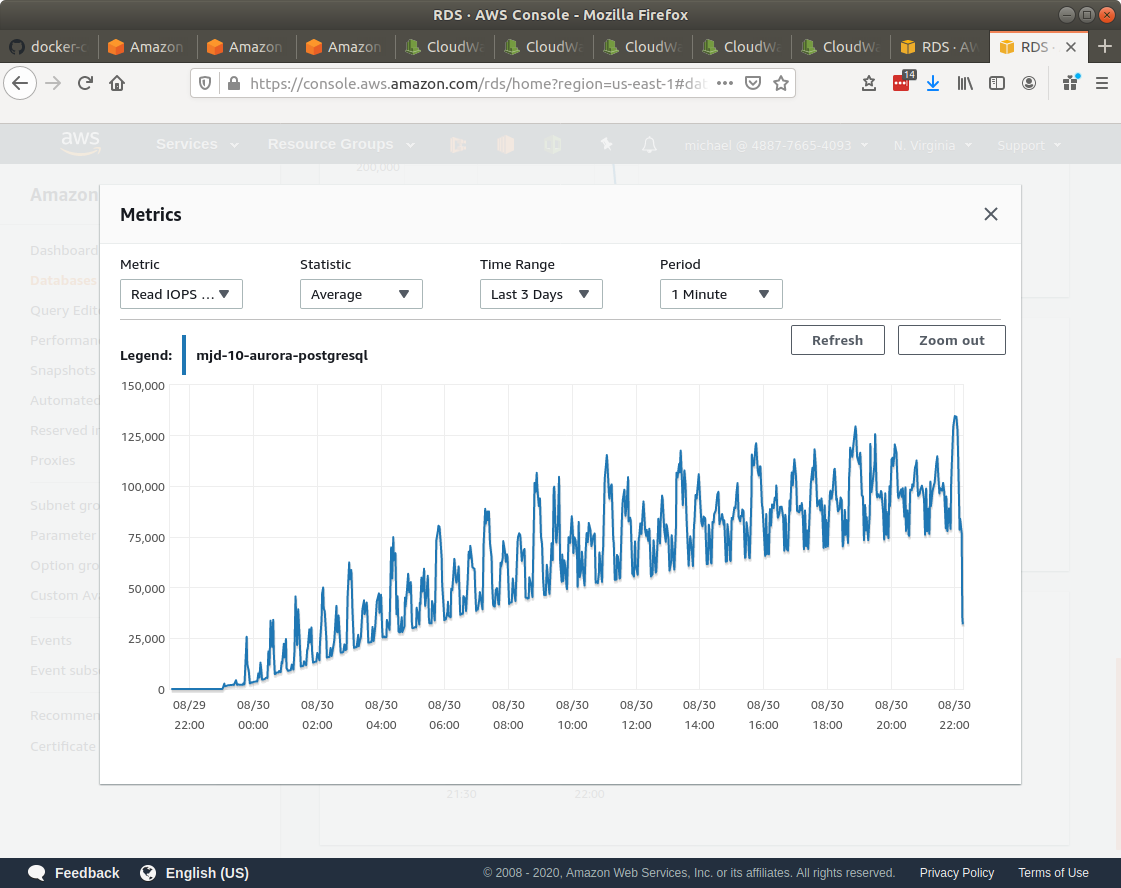 RDS · AWS Console - Mozilla Firefox
docker-c Amazon Amazon Amazon CloudWa CloudWa CloudWa CloudWa CloudWa RDS · AW RDS ·
https://console.aws.amazon.com/rds/home?region=us-east-1#dat
14
aws Services Resource Groups michael @ 4887-7665-4093 N. Virginia Support
200,000
Amazon
Dashboard
Databases
Query Edit
Performan
Snapshots
Automated
Reserved in
Proxies
Subnet gro
Parameter
Option gro
Custom Ava
Events
Event subs
Recommen
Certificate
Metrics
Metric Statistic Time Range Period
Read IOPS ... Average Last 3 Days 1 Minute
Refresh Zoom out
Legend: mjd-10-aurora-postgresql
150,000
125,000
100,000
75,000
50,000
25,000
0
08/29 08/30 08/30 08/30 08/30 08/30 08/30 08/30 08/30 08/30 08/30 08/30 08/30
22:00 00:00 02:00 04:00 06:00 08:00 10:00 12:00 14:00 16:00 18:00 20:00 22:00
21:30 22:00
Feedback English (US) © 2008 - 2020, Amazon Web Services, Inc. or its affiliates. All rights reserved. Privacy Policy Terms of Use